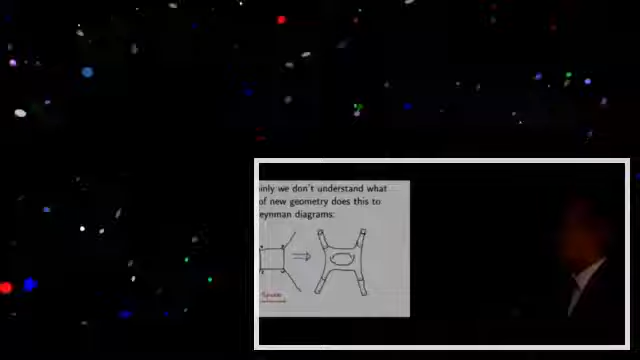 inly we don't understand what
of new geometry does this to
eynman diagrams: